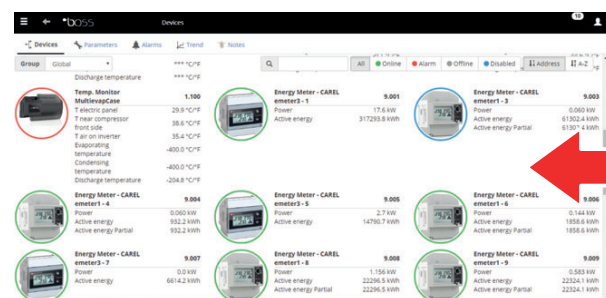 boss Devices 10
Devices Parameters Alarms Trend Notes
Group Global All Online Alarm Offline Disabled Address A-Z
Discharge temperature *** °C/°F
Temp. Monitor
MultievapCase 1.100
T electric panel 29.9 °C/°F
T near compressor
front side 38.6 °C/°F
T air on inverter 35.4 °C/°F
Evaporating
temperature -400.0 °C/°F
Condensing
temperature -400.0 °C/°F
Discharge temperature -204.8 °C/°F
Energy Meter - CAREL
emeter3 - 1 9.001
Power 17.6 kW
Active energy 317293.8 kWh
Energy Meter - CAREL
emeter1 - 3 9.003
Power 0.060 kW
Active energy 61302.4 kWh
Active energy Partal
Energy Meter - CAREL
emeter1 - 4 9.004
Power 0.060 kW
Active energy 932.2 kWh
Active energy Partal 932.2 kWh
Energy Meter - CAREL
emeter3 - 5 9.005
Power 2.7 kW
Active energy 14790.7 kWh
Energy Meter - CAREL
emeter1 - 6 9.006
Power 0.144 kW
Active energy 1858.6 kWh
Active energy Partal 1858.6 kWh
Energy Meter - CAREL
emeter3 - 7 9.007
Power 0.0 kW
Active energy 6614.2 kWh
Energy Meter - CAREL
emeter1 - 8 9.008
Power 1.156 kW
Active energy 22296.5 kWh
Active energy Partal 22296.5 kWh
Energy Meter - CAREL
emeter1 - 9 9.009
Power 0.583 kW
Active energy 22324.1 kWh
Active energy Partal 22324.1 kWh